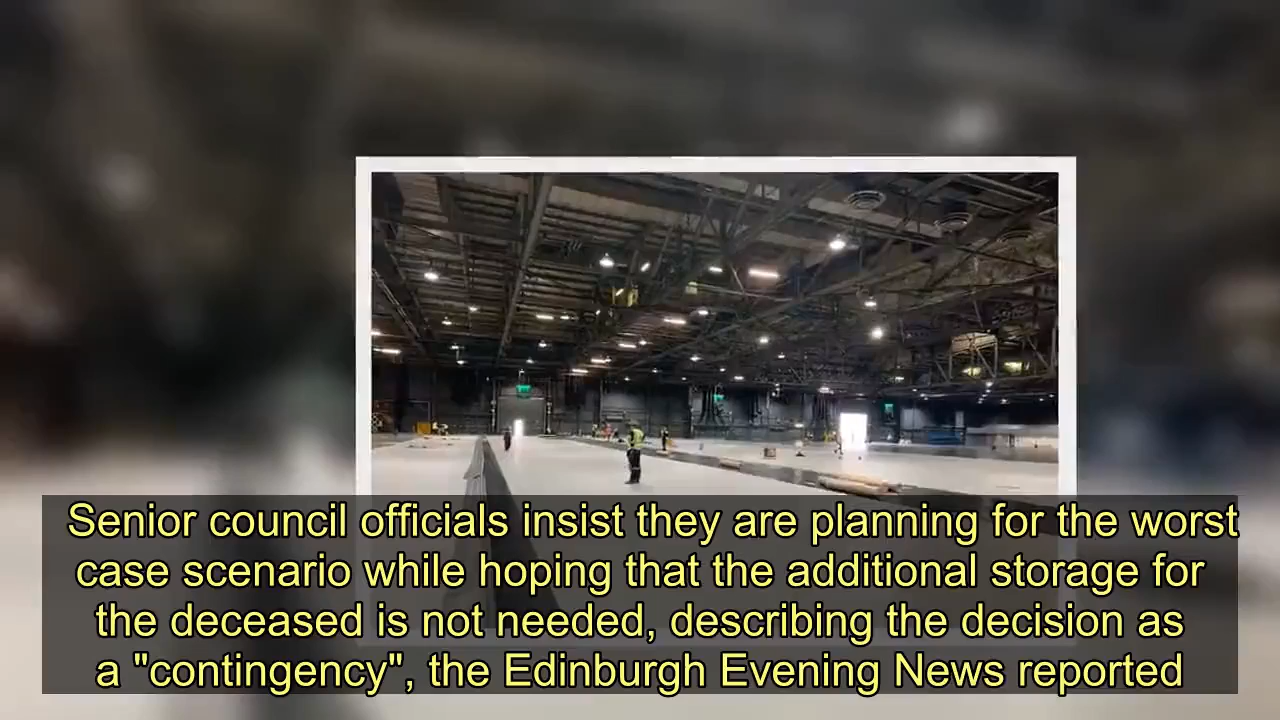 Senior council officials insist they are planning for the worst
case scenario while hoping that the additional storage for
the deceased is not needed, describing the decision as
a "contingency", the Edinburgh Evening News reported